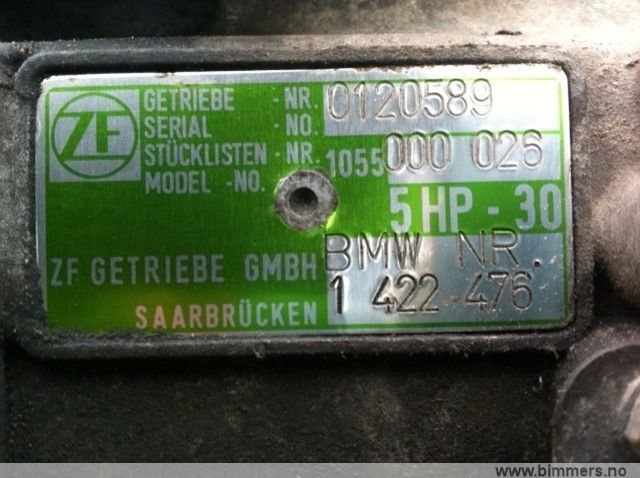 ZF
GETRIEBE -NR. 0120589
SERIAL -NO.
STÜCKLISTEN -NR. 1055 000 026
MODEL -NO.
5 HP - 30
ZF GETRIEBE GMBH BMW NR.
SAARBRÜCKEN 1 422 476
www.bimmers.no